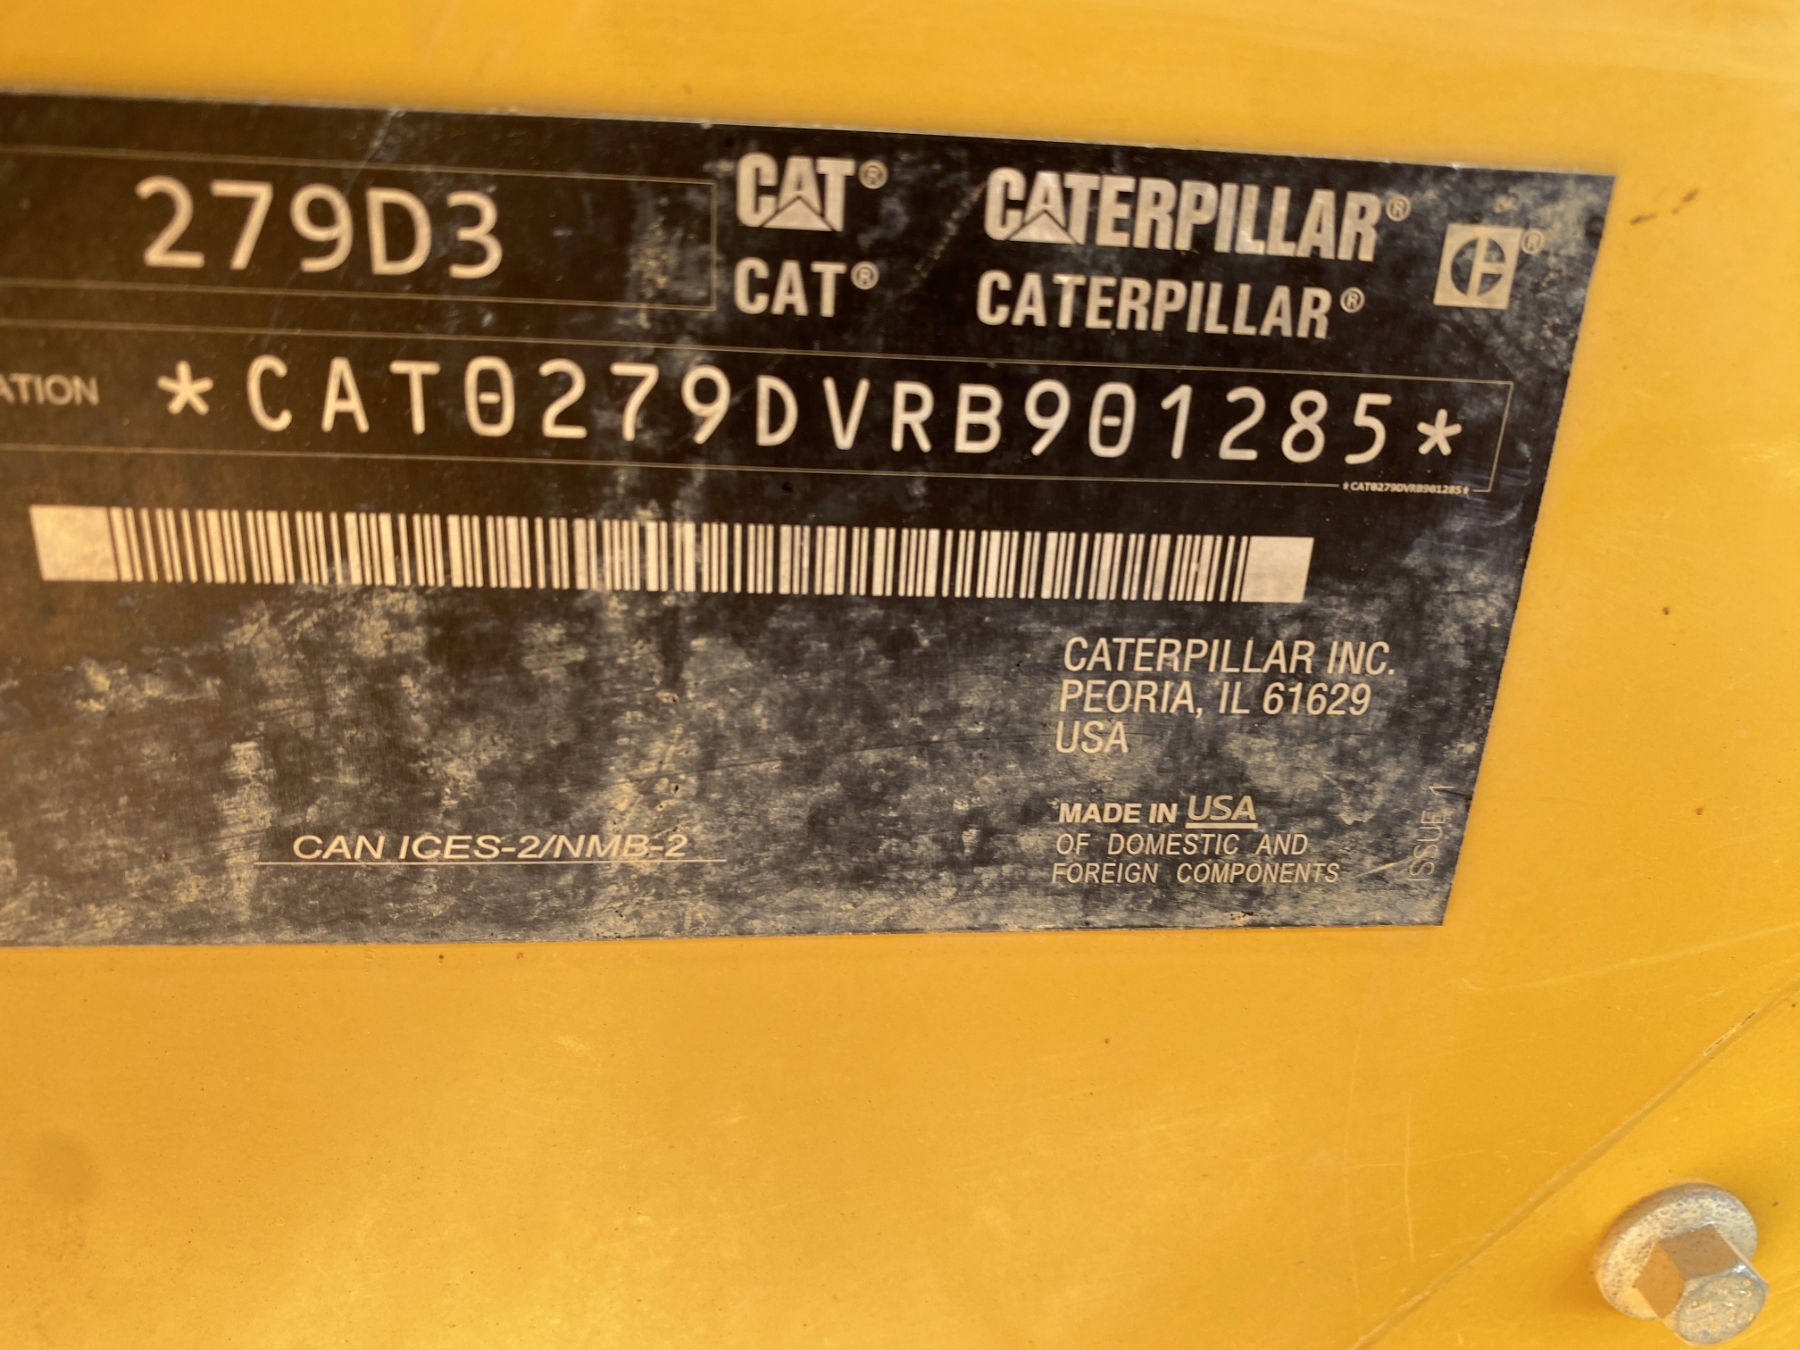 279D3
CAT® CATERPILLAR®
CAT® CATERPILLAR®
ATION *CAT0279DVRB901285*
*CAT0279DVRB901285*
CATERPILLAR INC.
PEORIA, IL 61629
USA
MADE IN USA
OF DOMESTIC AND
FOREIGN COMPONENTS
CAN ICES-2/NMB-2
ISSUE 1